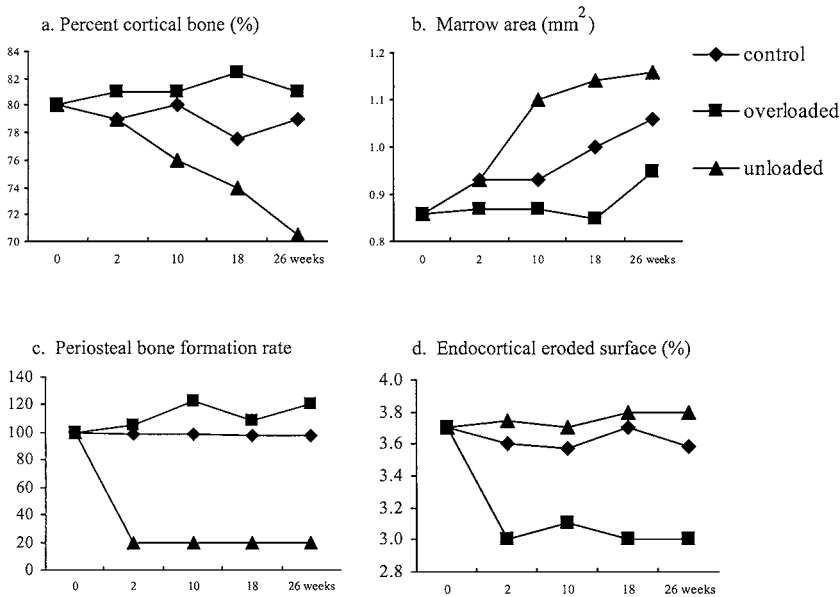 a. Percent cortical bone (%)
84
82
80
78
76
74
72
70
0 2 10 18 26 weeks
b. Marrow area (mm2)
1.2
1.1
1.0
0.9
0.8
0 2 10 18 26 weeks
control
overloaded
unloaded
c. Periosteal bone formation rate
140
120
100
80
60
40
20
0
0 2 10 18 26 weeks
d. Endocortical eroded surface (%)
4.0
3.8
3.6
3.4
3.2
3.0
2.8
0 2 10 18 26 weeks